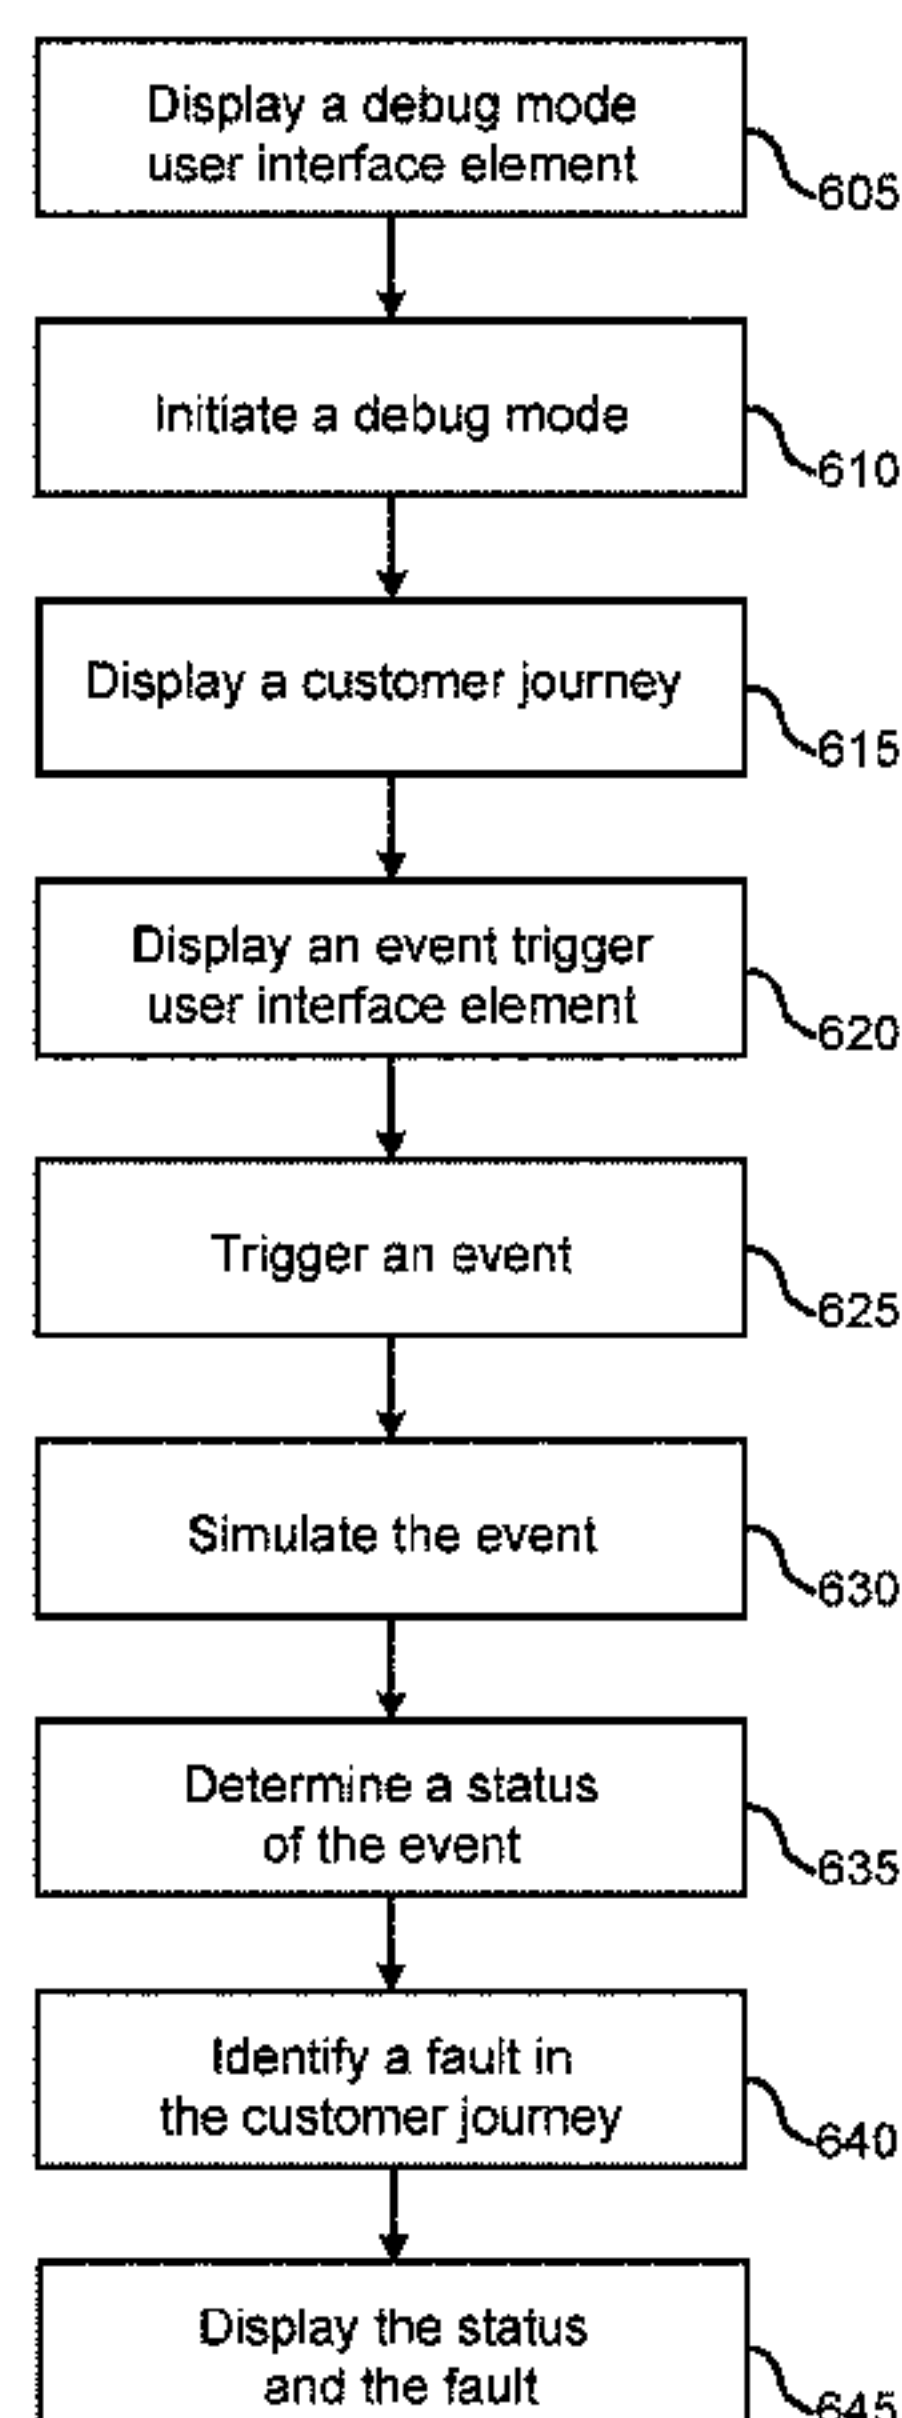 Display a debug mode
user interface element
605
Initiate a debug mode
610
Display a customer journey
615
Display an event trigger
user interface element
620
Trigger an event
625
Simulate the event
630
Determine a status
of the event
635
Identify a fault in
the customer journey
640
Display the status
and the fault
645